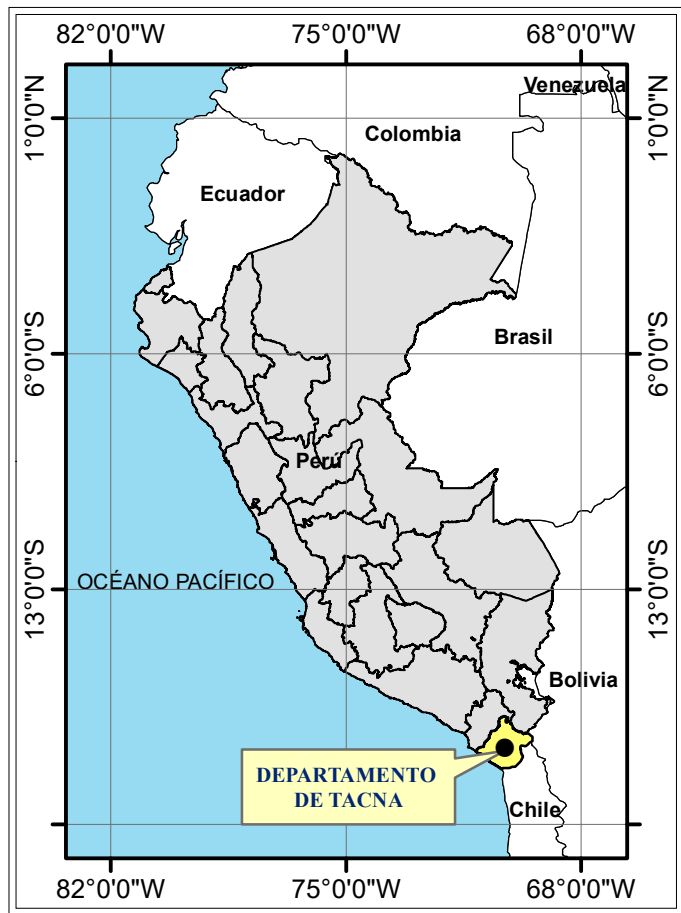 82°0'0"W 75°0'0"W 68°0'0"W
Venezuela
1°0'0"N 1°0'0"N
Colombia
Ecuador
Brasil
6°0'0"S 6°0'0"S
Perú
OCÉANO PACÍFICO
13°0'0"S 13°0'0"S
Bolivia
DEPARTAMENTO
DE TACNA
Chile
82°0'0"W 75°0'0"W 68°0'0"W